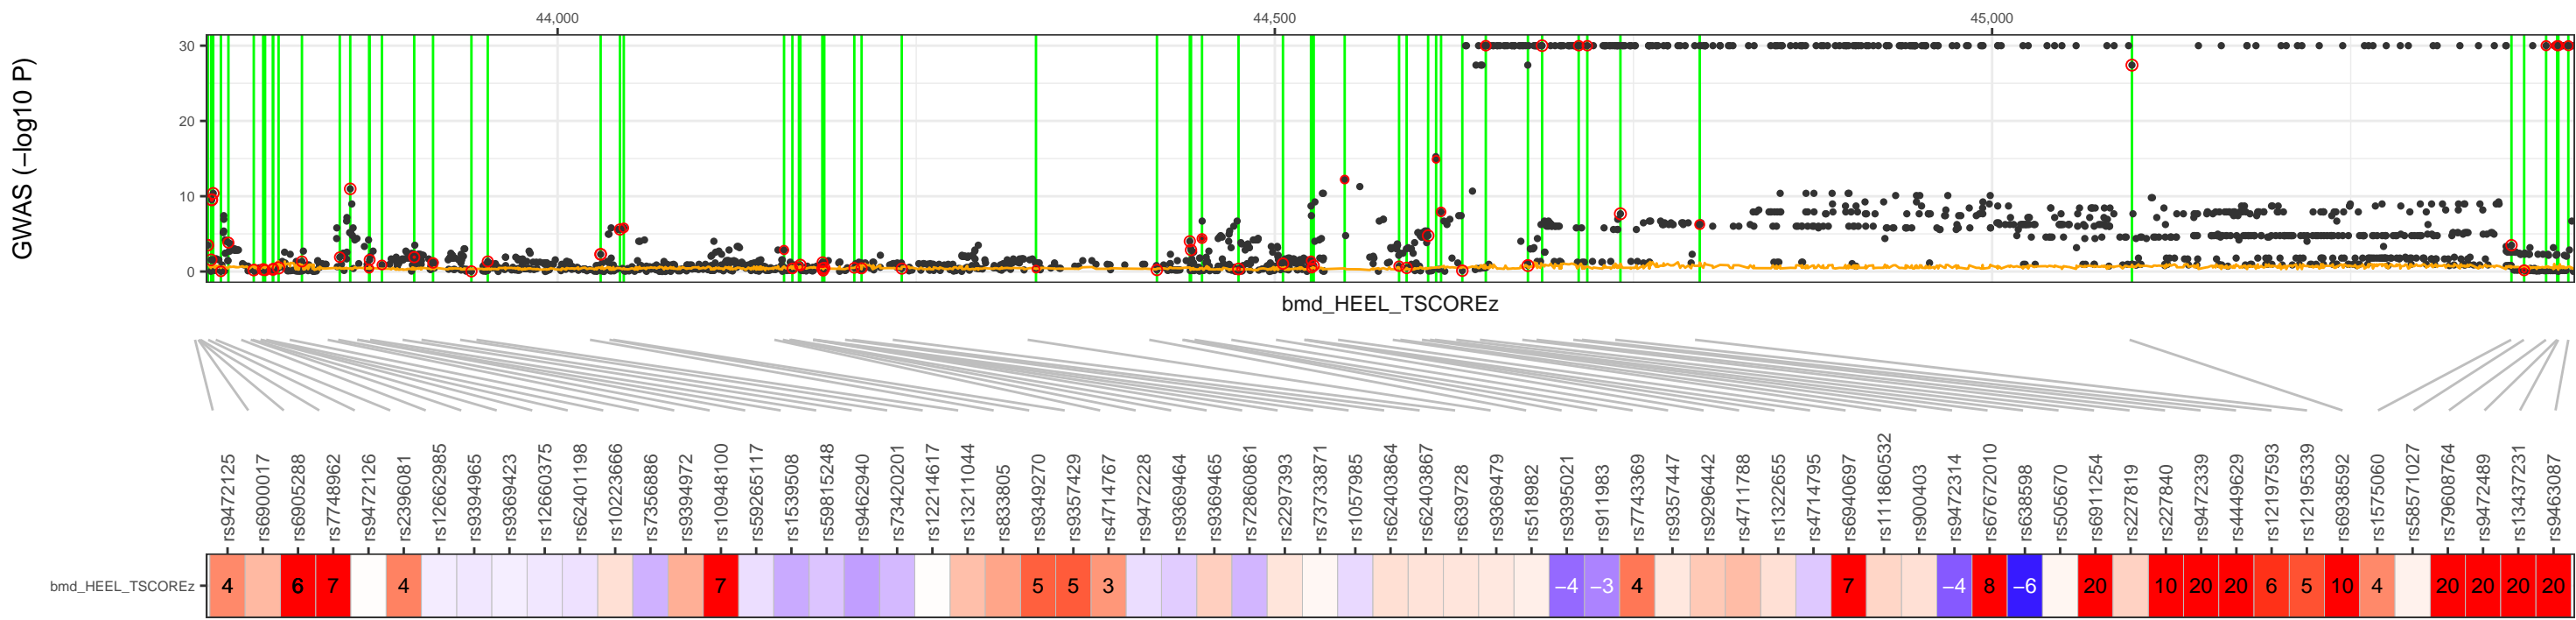 44,000 44,500 45,000
GWAS (−log10 P)
30
20
10
0
bmd_HEEL_TSCOREz
rs9472125 rs6900017 rs6905288 rs7748962 rs9472126 rs2396081 rs12662985 rs9394965 rs9369423 rs12660375 rs62401198 rs10223666 rs7356886 rs9394972 rs10948100 rs59265117 rs1539508 rs59815248 rs9462940 rs73420201 rs12214617 rs13211044 rs833805 rs9349270 rs9357429 rs4714767 rs9472228 rs9369464 rs9369465 rs72860861 rs2297393 rs73733871 rs1057985 rs62403864 rs62403867 rs639728 rs9369479 rs518982 rs9395021 rs911983 rs7743369 rs9357447 rs9296442 rs4711788 rs1322655 rs4714795 rs6940697 rs111860532 rs900403 rs9472314 rs67672010 rs638598 rs505670 rs6911254 rs227819 rs227840 rs9472339 rs4449629 rs12197593 rs12195339 rs6938592 rs1575060 rs58571027 rs79608764 rs9472489 rs13437231 rs9463087
bmd_HEEL_TSCOREz 4 6 7 4 7 5 5 3 −4 −3 4 7 −4 8 −6 20 10 20 20 6 5 10 4 20 20 20 20